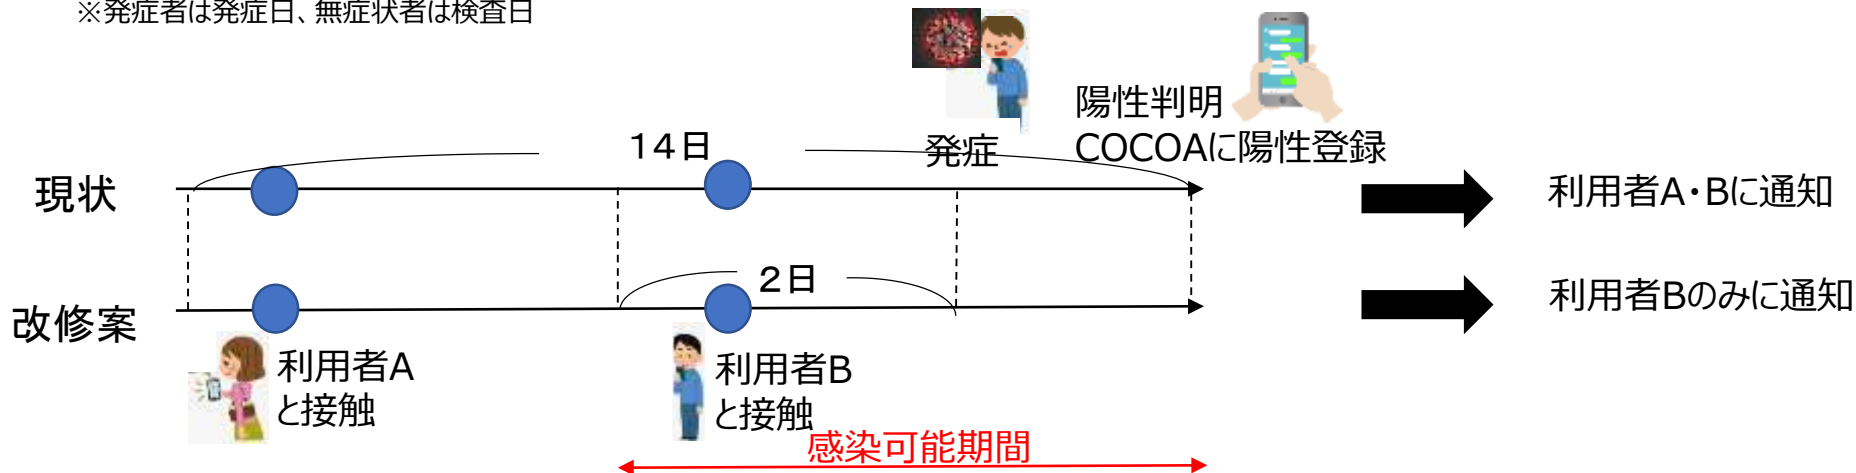 ※発症者は発症日、無症状者は検査日
陽性判明
COCOAに陽性登録
発症
14日
現状
利用者A・Bに通知
2日
改修案
利用者Bのみに通知
利用者A
と接触
利用者B
と接触
感染可能期間